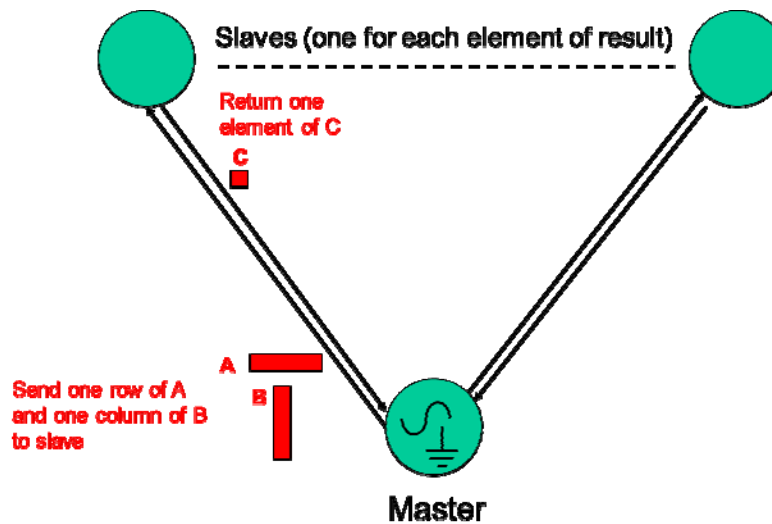 Slaves (one for each element of result)
Return one
element of C
C
A
B
Send one row of A
and one column of B
to slave
Master